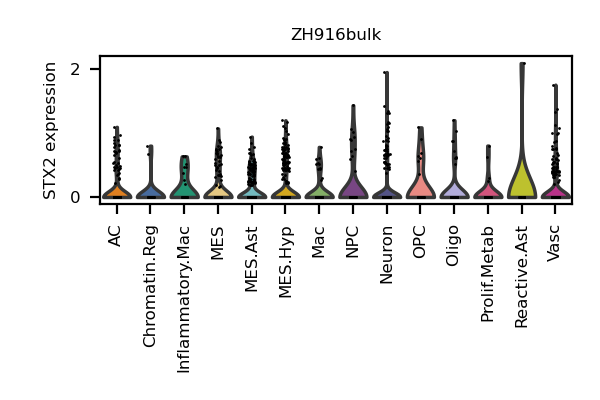 ZH916bulk
STX2 expression
2
0
AC
Chromatin.Reg
Inflammatory.Mac
MES
MES.Ast
MES.Hyp
Mac
NPC
Neuron
OPC
Oligo
Prolif.Metab
Reactive.Ast
Vasc